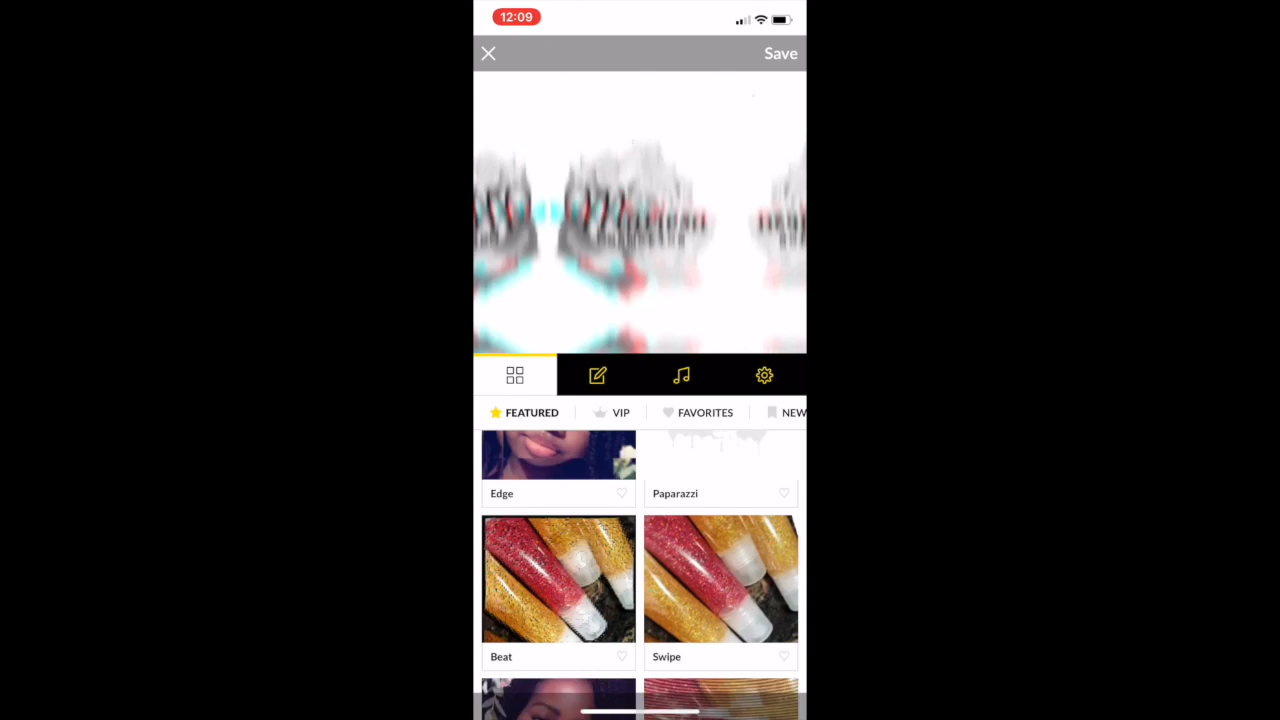 12:09
Save
FEATURED
VIP
FAVORITES
NEW
Edge
Paparazzi
Beat
Swipe